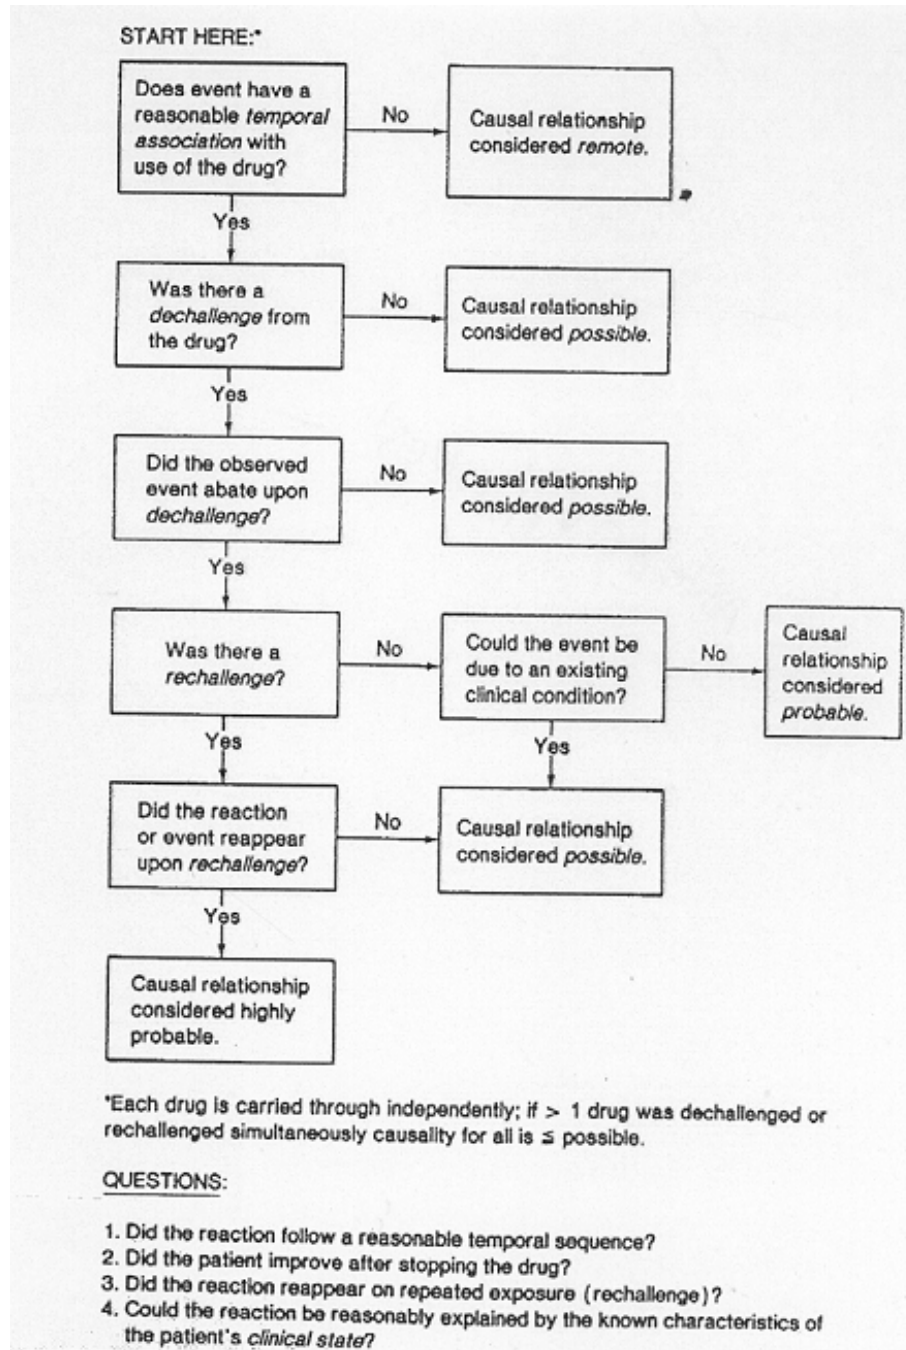 START HERE:*
Does event have a
reasonable temporal
association with
use of the drug?
No
Causal relationship
considered remote.
Yes
Was there a
dechallenge from
the drug?
No
Causal relationship
considered possible.
Yes
Did the observed
event abate upon
dechallenge?
No
Causal relationship
considered possible.
Yes
Was there a
rechallenge?
No
Could the event be
due to an existing
clinical condition?
No
Causal
relationship
considered
probable.
Yes
Yes
Did the reaction
or event reappear
upon rechallenge?
No
Causal relationship
considered possible.
Yes
Causal relationship
considered highly
probable.
*Each drug is carried through independently; if > 1 drug was dechallenged or
rechallenged simultaneously causality for all is ≤ possible.
QUESTIONS:
1. Did the reaction follow a reasonable temporal sequence?
2. Did the patient improve after stopping the drug?
3. Did the reaction reappear on repeated exposure (rechallenge)?
4. Could the reaction be reasonably explained by the known characteristics of
the patient's clinical state?